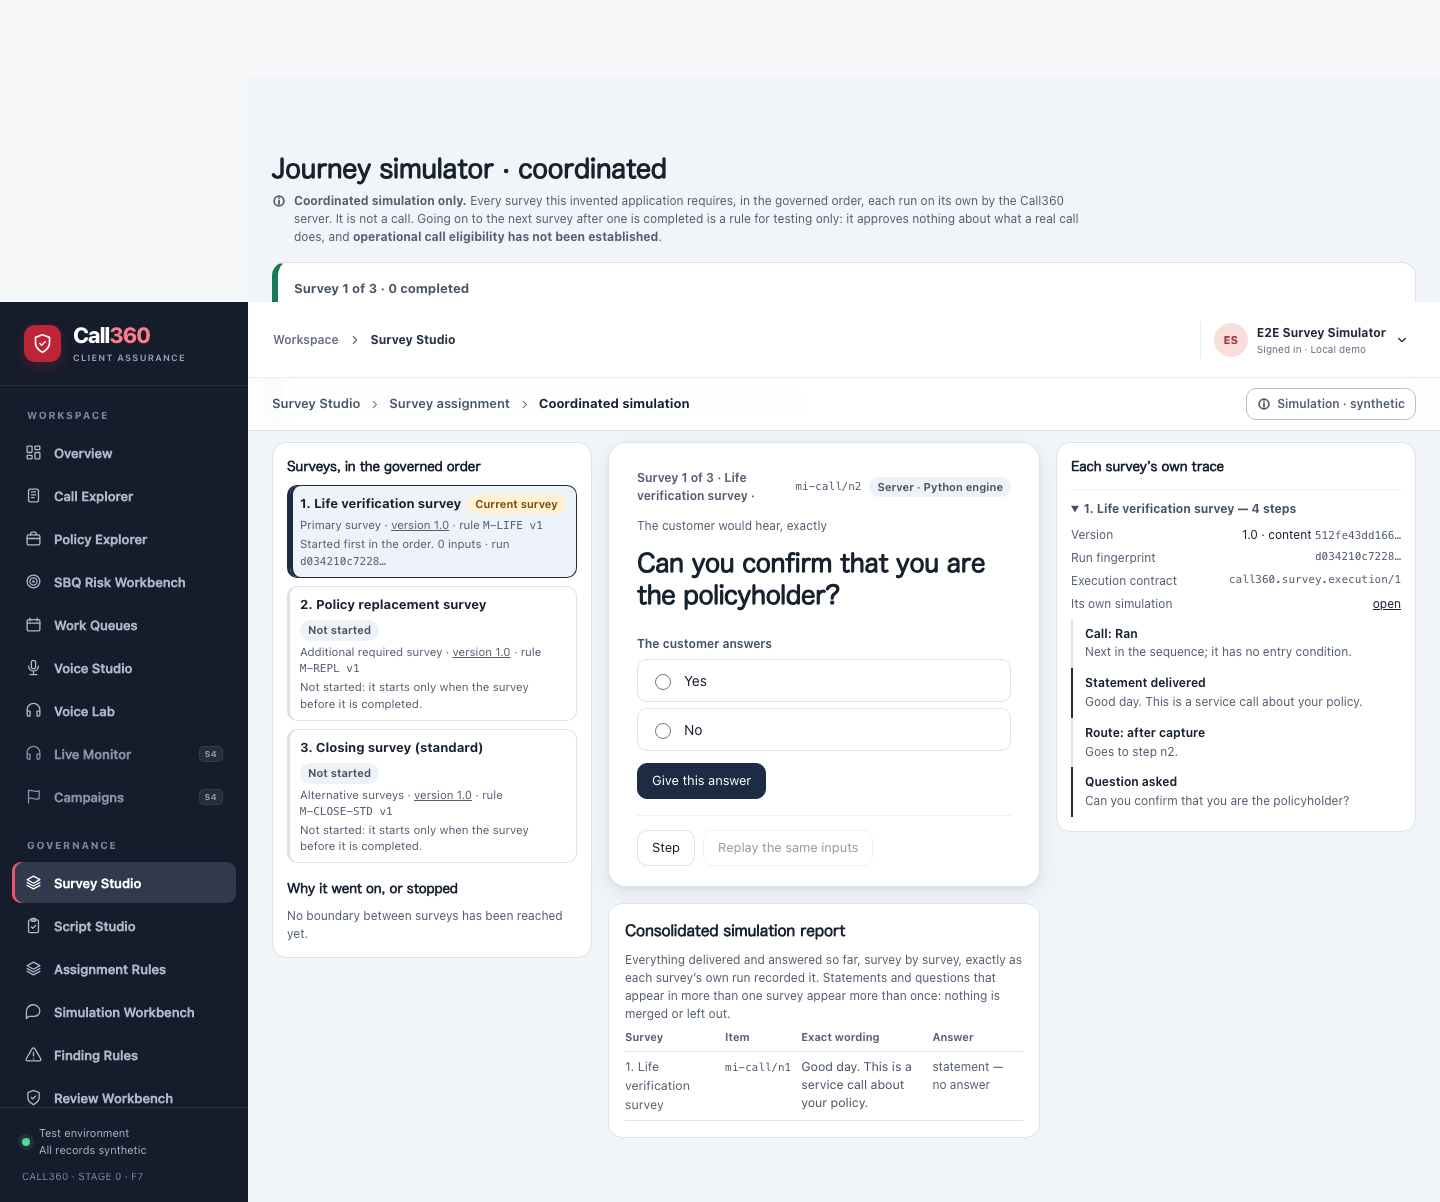 Journey simulator · coordinated
Coordinated simulation only. Every survey this invented application requires, in the governed order, each run on its own by the Call360
server. It is not a call. Going on to the next survey after one is completed is a rule for testing only: it approves nothing about what a real call
does, and operational call eligibility has not been established.
Survey 1 of 3 · 0 completed
Call360
CLIENT ASSURANCE
Workspace
Survey Studio
ES
E2E Survey Simulator
Signed in · Local demo
Survey Studio
Survey assignment
Coordinated simulation
Simulation · synthetic
WORKSPACE
Overview
Call Explorer
Policy Explorer
SBQ Risk Workbench
Work Queues
Voice Studio
Voice Lab
Live Monitor S4
Campaigns S4
GOVERNANCE
Survey Studio
Script Studio
Assignment Rules
Simulation Workbench
Finding Rules
Review Workbench
Test environment
All records synthetic
CALL360 · STAGE 0 · F7
Surveys, in the governed order
1. Life verification survey Current survey
Primary survey · version 1.0 · rule M-LIFE v1
Started first in the order. 0 inputs · run
d034210c7228…
2. Policy replacement survey
Not started
Additional required survey · version 1.0 · rule
M-REPL v1
Not started: it starts only when the survey
before it is completed.
3. Closing survey (standard)
Not started
Alternative surveys · version 1.0 · rule
M-CLOSE-STD v1
Not started: it starts only when the survey
before it is completed.
Why it went on, or stopped
No boundary between surveys has been reached
yet.
Survey 1 of 3 · Life
verification survey ·
mi-call/n2
Server · Python engine
The customer would hear, exactly
Can you confirm that you are
the policyholder?
The customer answers
Yes
No
Give this answer
Step
Replay the same inputs
Consolidated simulation report
Everything delivered and answered so far, survey by survey, exactly as
each survey's own run recorded it. Statements and questions that
appear in more than one survey appear more than once: nothing is
merged or left out.
Survey Item Exact wording Answer
1. Life mi-call/n1 Good day. This is a statement —
verification service call about no answer
survey your policy.
Each survey's own trace
1. Life verification survey — 4 steps
Version 1.0 · content 512fe43dd166…
Run fingerprint d034210c7228…
Execution contract call360.survey.execution/1
Its own simulation open
Call: Ran
Next in the sequence; it has no entry condition.
Statement delivered
Good day. This is a service call about your policy.
Route: after capture
Goes to step n2.
Question asked
Can you confirm that you are the policyholder?